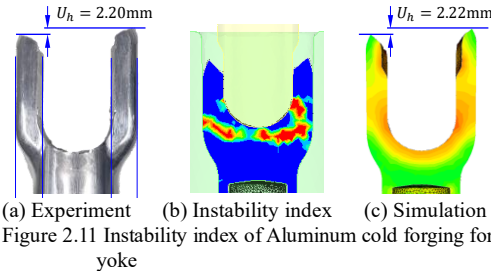 U_h = 2.20mm
U_h = 2.22mm
(a) Experiment (b) Instability index (c) Simulation
Figure 2.11 Instability index of Aluminum cold forging for
yoke